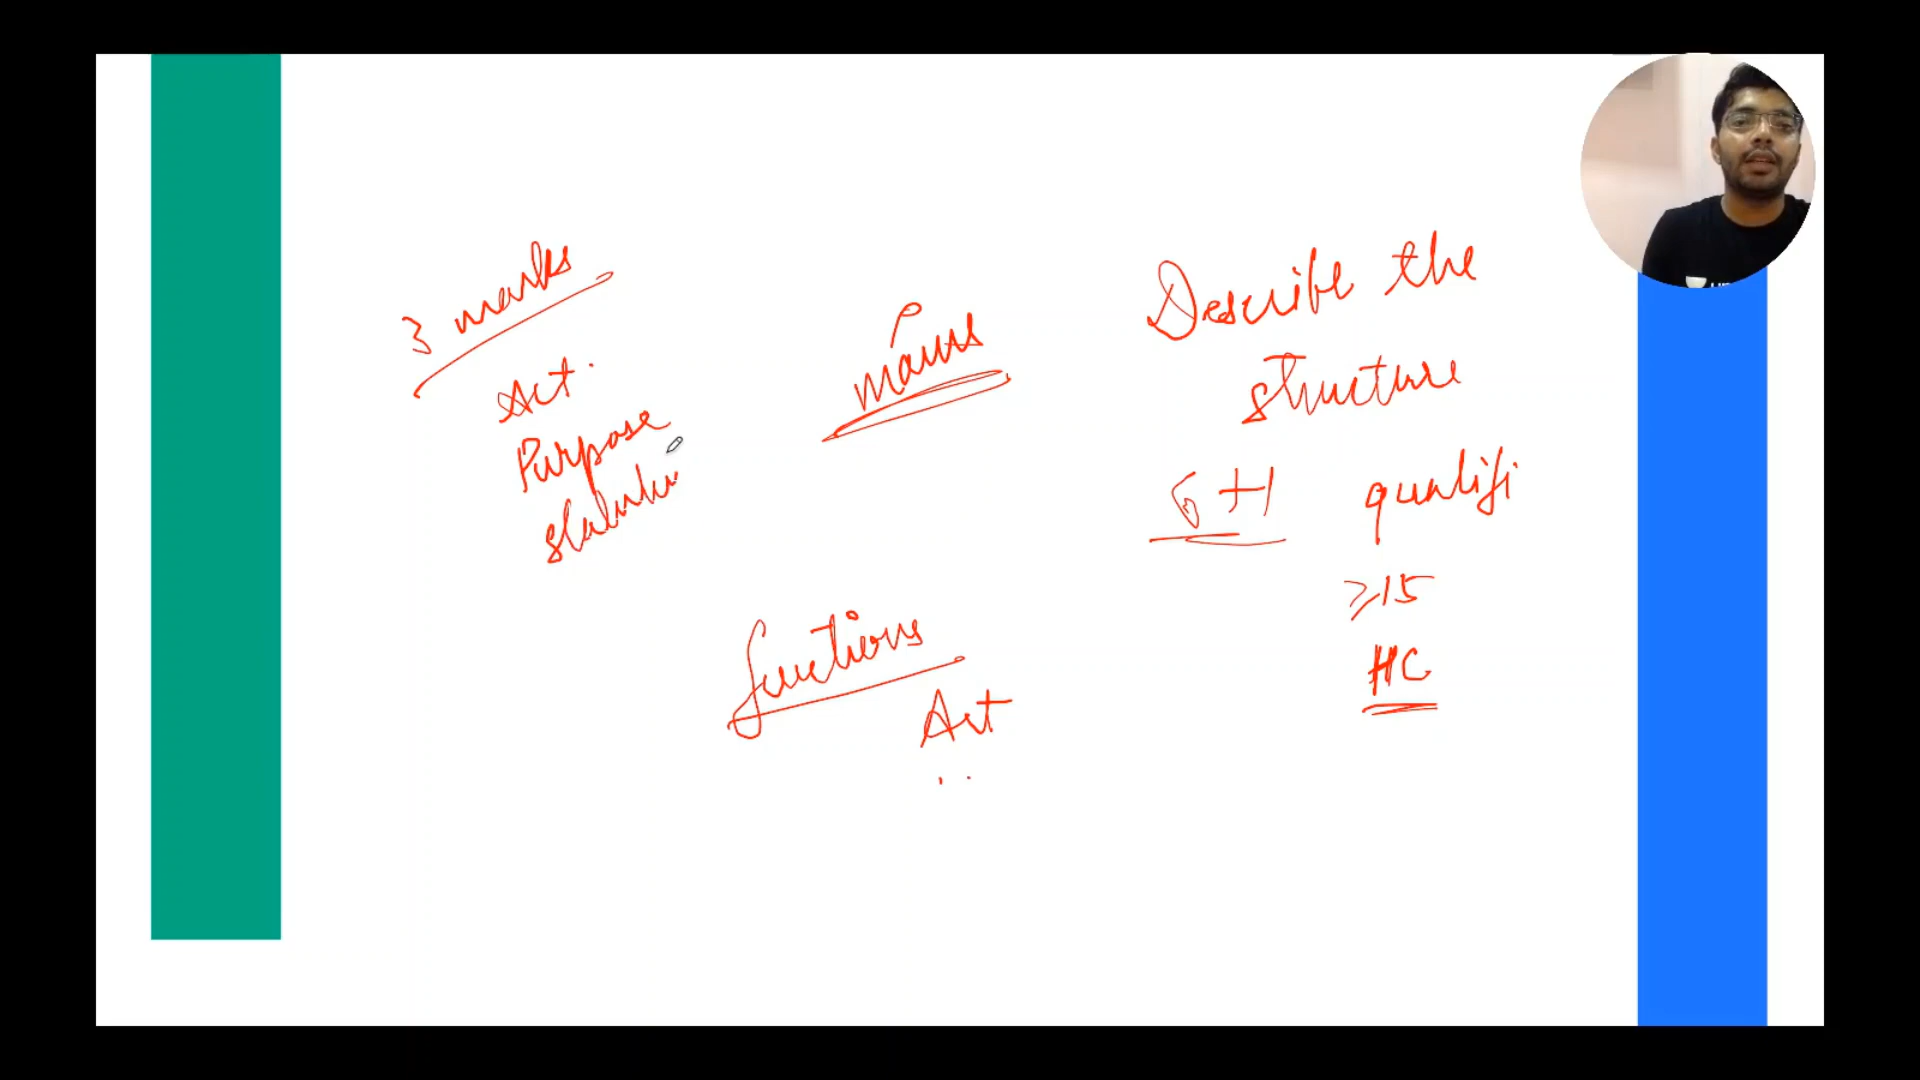 3 marks
Act.
Purpose
mains
Describe the
structure
6+1 qualifi
≥15
HC
functions
Act
..